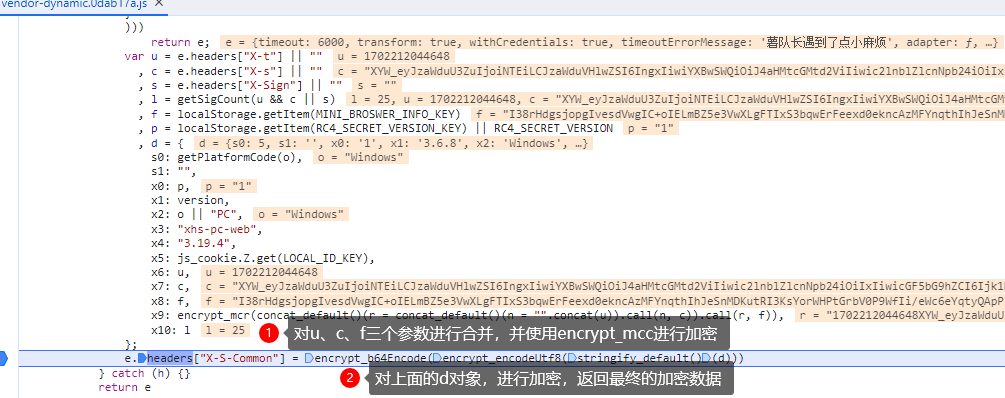 vendor-dynamic.0dab17a.js ×
)))
return e; e = {timeout: 6000, transform: true, withCredentials: true, timeoutErrorMessage: '薯队长遇到了点小麻烦', adapter: ƒ, …}
var u = e.headers["X-t"] || "" u = 1702212044648
, c = e.headers["X-s"] || "" c = "XYW_eyJzaWduU3ZuIjoiNTEiLCJzaWduVHlwZSI6IngxIiwiYXBwSWQiOiJ4aHMtcGMtd2ViIiwic2lnblZlcnNpb24iOiIx
, s = e.headers["X-Sign"] || "" s = ""
, l = getSigCount(u && c || s) l = 25, u = 1702212044648, c = "XYW_eyJzaWduU3ZuIjoiNTEiLCJzaWduVHlwZSI6IngxIiwiYXBwSWQiOiJ4aHMtcGM
, f = localStorage.getItem(MINI_BROSWER_INFO_KEY) f = "I38rHdgsjopgIvesdVwgIC+oIELmBZ5e3VwXLgFTIxS3bqwErFeexd0ekncAzMFYnqthIhJeSnM
, p = localStorage.getItem(RC4_SECRET_VERSION_KEY) || RC4_SECRET_VERSION p = "1"
, d = { d = {s0: 5, s1: '', x0: '1', x1: '3.6.8', x2: 'Windows', …}
s0: getPlatformCode(o), o = "Windows"
s1: "",
x0: p, p = "1"
x1: version,
x2: o || "PC", o = "Windows"
x3: "xhs-pc-web",
x4: "3.19.4",
x5: js_cookie.Z.get(LOCAL_ID_KEY),
x6: u, u = 1702212044648
x7: c, c = "XYW_eyJzaWduU3ZuIjoiNTEiLCJzaWduVHlwZSI6IngxIiwiYXBwSWQiOiJ4aHMtcGMtd2ViIiwic2lnblZlcnNpb24iOiIxIiwicGF5bG9hZCI6Ijk1
x8: f, f = "I38rHdgsjopgIvesdVwgIC+oIELmBZ5e3VwXLgFTIxS3bqwErFeexd0ekncAzMFYnqthIhJeSnMDKutRI3KsYorWHPtGrbV0P9WfIi/eWc6eYqtyQApP
x9: encrypt_mcr(concat_default()(r = concat_default()(n = "".concat(u)).call(n, c)).call(r, f)), r = "1702212044648XYW_eyJzaWduU3
x10: l l = 25
1 对u、c、f三个参数进行合并，并使用encrypt_mcc进行加密
};
e.headers["X-S-Common"] = encrypt_b64Encode(encrypt_encodeUtf8(stringify_default()(d)))
} catch (h) {}
2 对上面的d对象，进行加密，返回最终的加密数据
return e